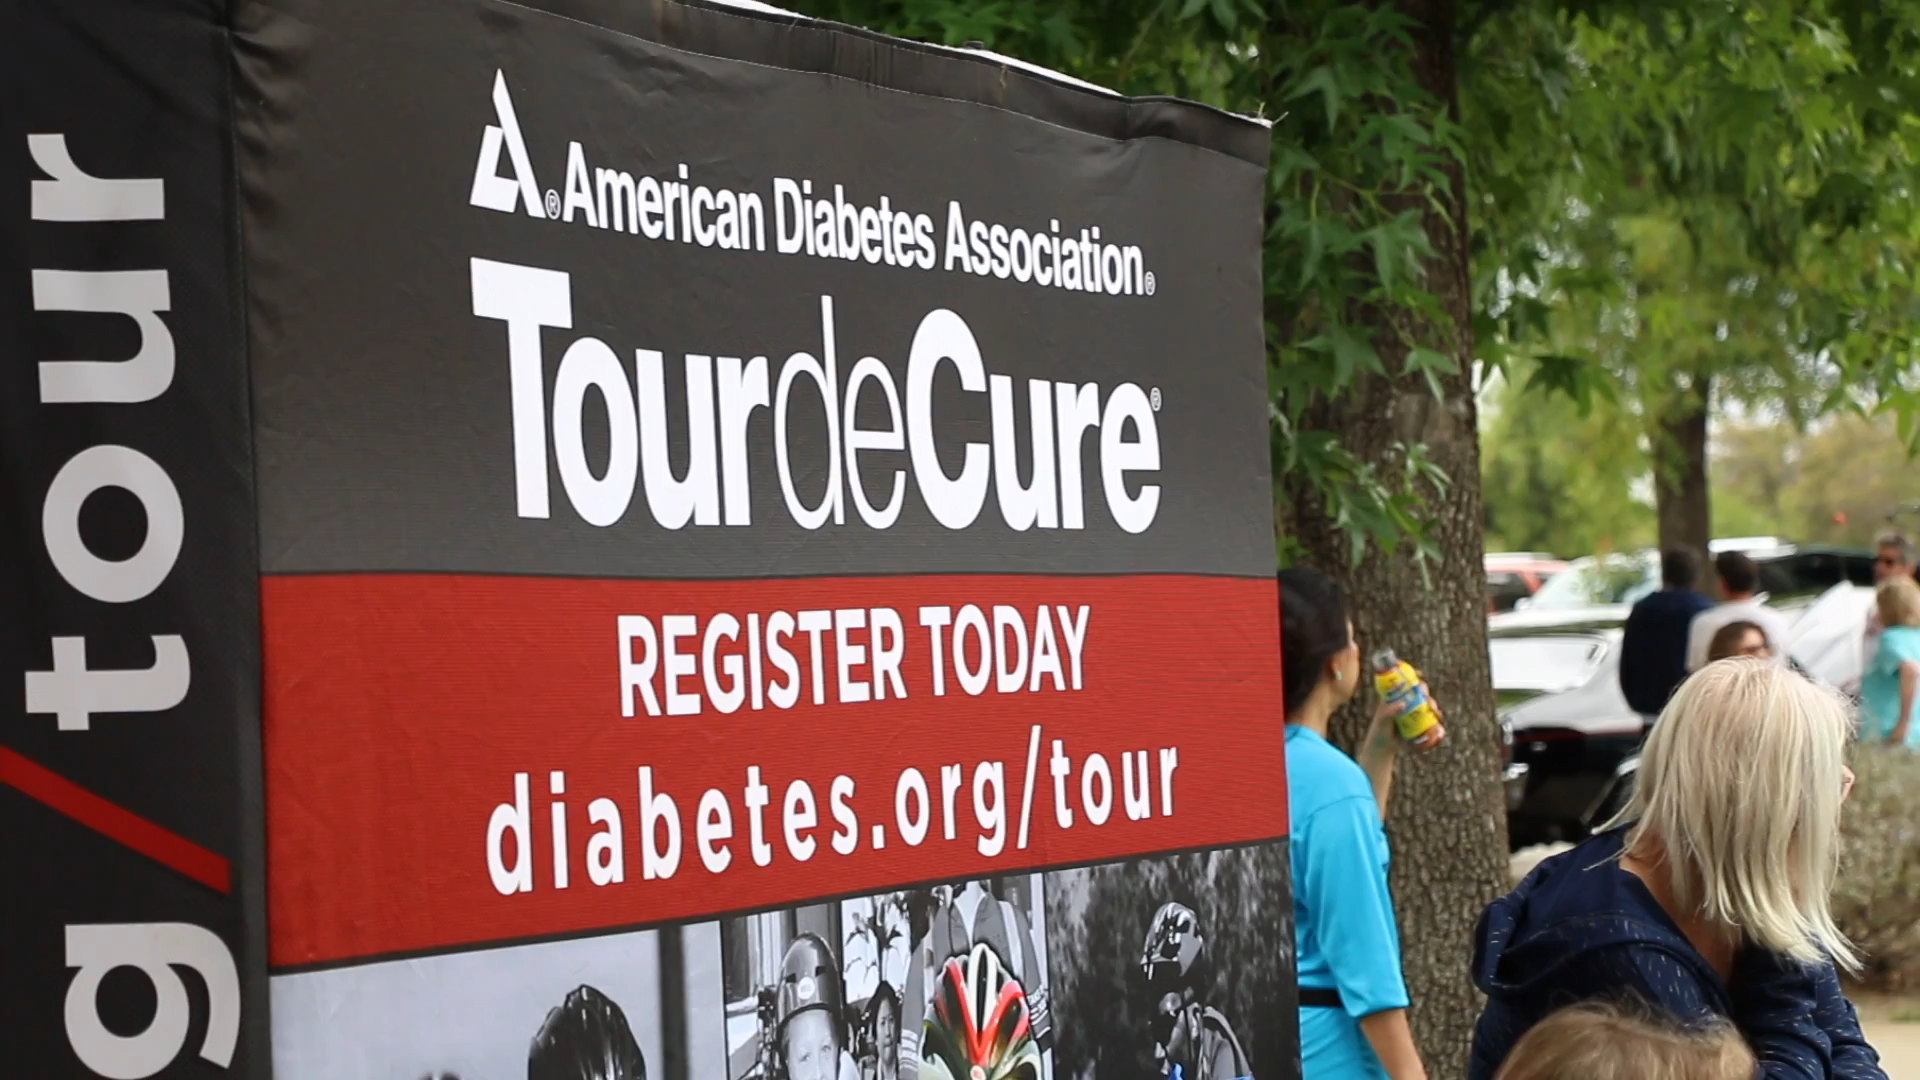 g/tour
American Diabetes Association®
TourdeCure®
REGISTER TODAY
diabetes.org/tour